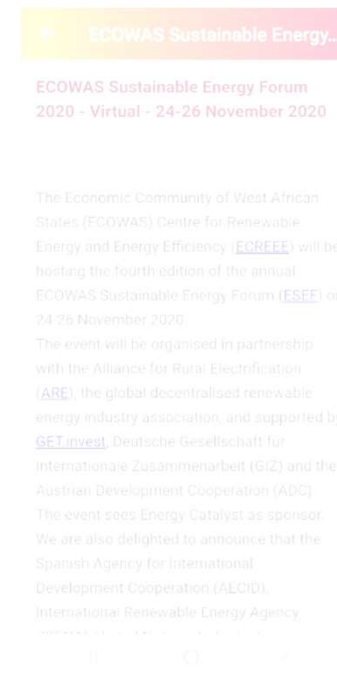 ECOWAS Sustainable Energy..
ECOWAS Sustainable Energy Forum
2020 - Virtual - 24-26 November 2020
The Economic Community of West African
States (ECOWAS) Centre for Renewable
Energy and Energy Efficiency (ECREEE) will be
hosting the fourth edition of the annual
ECOWAS Sustainable Energy Forum (ESEF) on
24-26 November 2020.
The event will be organised in partnership
with the Alliance for Rural Electrification
(ARE), the global decentralised renewable
energy industry association, and supported by
GET.invest, Deutsche Gesellschaft für
Internationale Zusammenarbeit (GIZ) and the
Austrian Development Cooperation (ADC).
The event sees Energy Catalyst as sponsor.
We are also delighted to announce that the
Spanish Agency for International
Development Cooperation (AECID),
International Renewable Energy Agency